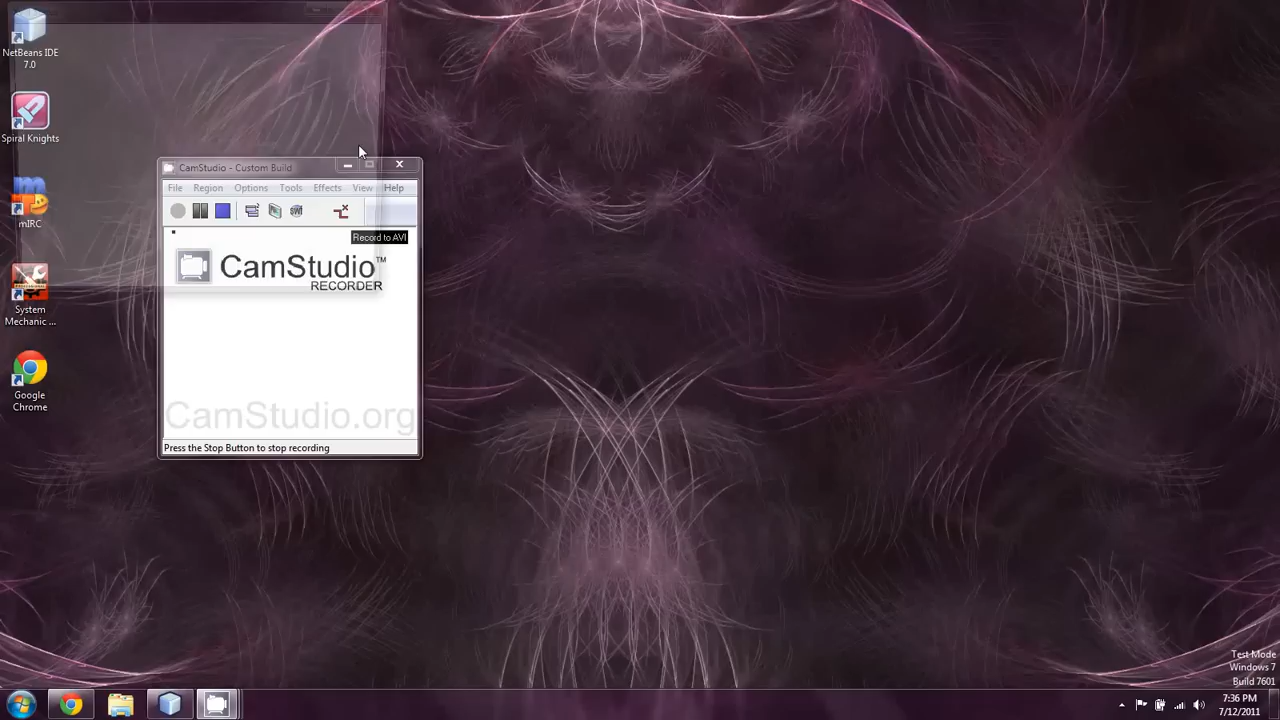 NetBeans IDE
7.0
Spiral Knights
mIRC
System
Mechanic ...
Google
Chrome
CamStudio - Custom Build
File Region Options Tools Effects View Help
Record to AVI
CamStudio™
RECORDER
CamStudio.org
Press the Stop Button to stop recording
Test Mode
Windows 7
Build 7601
7:36 PM
7/12/2011